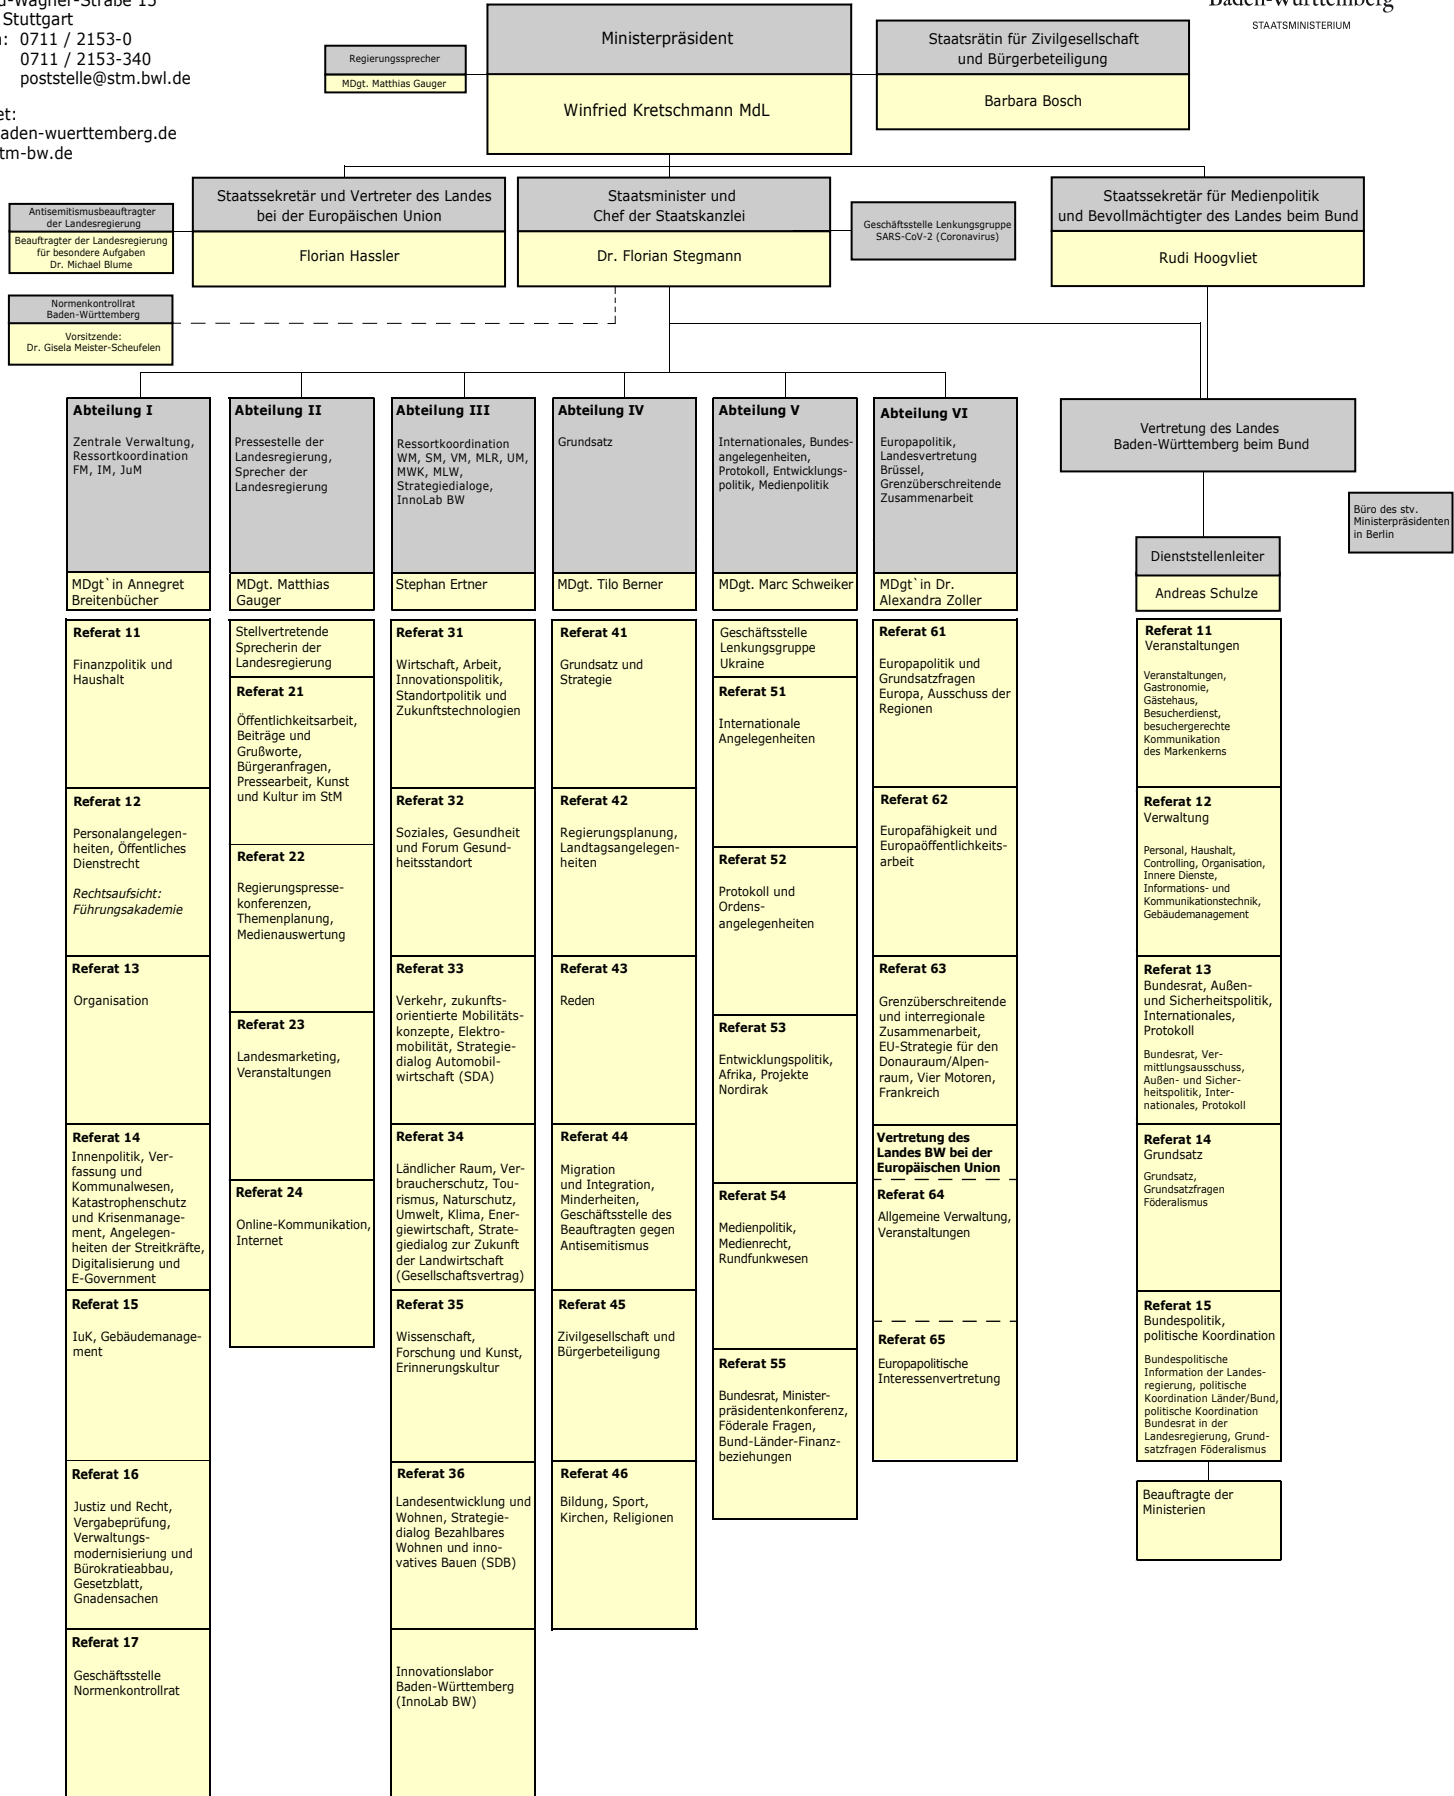 Stuttgart
0711 / 2153-0
0711 / 2153-340
poststelle@stm.bwl.de
Baden-Württemberg
STAATSMINISTERIUM
Ministerpräsident
Winfried Kretschmann MdL
Regierungssprecher
MDgt. Matthias Gauger
Staatsrätin für Zivilgesellschaft
und Bürgerbeteiligung
Barbara Bosch
Staatssekretär und Vertreter des Landes
bei der Europäischen Union
Florian Hassler
Staatsminister und
Chef der Staatskanzlei
Dr. Florian Stegmann
Staatssekretär für Medienpolitik
und Bevollmächtigter des Landes beim Bund
Rudi Hoogvliet
Antisemitismusbeauftragter
der Landesregierung
Beauftragter der Landesregierung
für besondere Aufgaben
Dr. Michael Blume
Geschäftsstelle Lenkungsgruppe
SARS-CoV-2 (Coronavirus)
Normenkontrollrat
Baden-Württemberg
Vorsitzende:
Dr. Gisela Meister-Scheufelen
Abteilung I
Zentrale Verwaltung,
Ressortkoordination
FM, IM, JuM
MDgt`in Annegret
Breitenbücher
Referat 11
Finanzpolitik und
Haushalt
Referat 12
Personalangelegen-
heiten, Öffentliches
Dienstrecht
Rechtsaufsicht:
Führungsakademie
Referat 13
Organisation
Referat 14
Innenpolitik, Ver-
fassung und
Kommunalwesen,
Katastrophenschutz
und Krisenmanage-
ment, Angelegen-
heiten der Streitkräfte,
Digitalisierung und
E-Government
Referat 15
IuK, Gebäudemanage-
ment
Referat 16
Justiz und Recht,
Vergabeprüfung,
Verwaltungs-
modernisieriung und
Bürokratieabbau,
Gesetzblatt,
Gnadensachen
Referat 17
Geschäftsstelle
Normenkontrollrat
Abteilung II
Pressestelle der
Landesregierung,
Sprecher der
Landesregierung
MDgt. Matthias
Gauger
Stellvertretende
Sprecherin der
Landesregierung
Referat 21
Öffentlichkeitsarbeit,
Beiträge und
Grußworte,
Bürgeranfragen,
Pressearbeit, Kunst
und Kultur im StM
Referat 22
Regierungspresse-
konferenzen,
Themenplanung,
Medienauswertung
Referat 23
Landesmarketing,
Veranstaltungen
Referat 24
Online-Kommunikation,
Internet
Abteilung III
Ressortkoordination
WM, SM, VM, MLR, UM,
MWK, MLW,
Strategiedialoge,
InnoLab BW
Stephan Ertner
Referat 31
Wirtschaft, Arbeit,
Innovationspolitik,
Standortpolitik und
Zukunftstechnologien
Referat 32
Soziales, Gesundheit
und Forum Gesund-
heitsstandort
Referat 33
Verkehr, zukunfts-
orientierte Mobilitäts-
konzepte, Elektro-
mobilität, Strategie-
dialog Automobil-
wirtschaft (SDA)
Referat 34
Ländlicher Raum, Ver-
braucherschutz, Tou-
rismus, Naturschutz,
Umwelt, Klima, Ener-
giewirtschaft, Strate-
giedialog zur Zukunft
der Landwirtschaft
(Gesellschaftsvertrag)
Referat 35
Wissenschaft,
Forschung und Kunst,
Erinnerungskultur
Referat 36
Landesentwicklung und
Wohnen, Strategie-
dialog Bezahlbares
Wohnen und inno-
vatives Bauen (SDB)
Innovationslabor
Baden-Württemberg
(InnoLab BW)
Abteilung IV
Grundsatz
MDgt. Tilo Berner
Referat 41
Grundsatz und
Strategie
Referat 42
Regierungsplanung,
Landtagsangelegen-
heiten
Referat 43
Reden
Referat 44
Migration
und Integration,
Minderheiten,
Geschäftsstelle des
Beauftragten gegen
Antisemitismus
Referat 45
Zivilgesellschaft und
Bürgerbeteiligung
Referat 46
Bildung, Sport,
Kirchen, Religionen
Abteilung V
Internationales, Bundes-
angelegenheiten,
Protokoll, Entwicklungs-
politik, Medienpolitik
MDgt. Marc Schweiker
Geschäftsstelle
Lenkungsgruppe
Ukraine
Referat 51
Internationale
Angelegenheiten
Referat 52
Protokoll und
Ordens-
angelegenheiten
Referat 53
Entwicklungspolitik,
Afrika, Projekte
Nordirak
Referat 54
Medienpolitik,
Medienrecht,
Rundfunkwesen
Referat 55
Bundesrat, Minister-
präsidentenkonferenz,
Föderale Fragen,
Bund-Länder-Finanz-
beziehungen
Abteilung VI
Europapolitik,
Landesvertretung
Brüssel,
Grenzüberschreitende
Zusammenarbeit
MDgt`in Dr.
Alexandra Zoller
Referat 61
Europapolitik und
Grundsatzfragen
Europa, Ausschuss der
Regionen
Referat 62
Europafähigkeit und
Europaöffentlichkeits-
arbeit
Referat 63
Grenzüberschreitende
und interregionale
Zusammenarbeit,
EU-Strategie für den
Donauraum/Alpen-
raum, Vier Motoren,
Frankreich
Vertretung des
Landes BW bei der
Europäischen Union
Referat 64
Allgemeine Verwaltung,
Veranstaltungen
Referat 65
Europapolitische
Interessenvertretung
Vertretung des Landes
Baden-Württemberg beim Bund
Büro des stv.
Ministerpräsidenten
in Berlin
Dienststellenleiter
Andreas Schulze
Referat 11
Veranstaltungen
Veranstaltungen,
Gastronomie,
Gästehaus,
Besucherdienst,
besuchergerechte
Kommunikation
des Markenkerns
Referat 12
Verwaltung
Personal, Haushalt,
Controlling, Organisation,
Innere Dienste,
Informations- und
Kommunikationstechnik,
Gebäudemanagement
Referat 13
Bundesrat, Außen-
und Sicherheitspolitik,
Internationales,
Protokoll
Bundesrat, Ver-
mittlungsausschuss,
Außen- und Sicher-
heitspolitik, Inter-
nationales, Protokoll
Referat 14
Grundsatz
Grundsatz,
Grundsatzfragen
Föderalismus
Referat 15
Bundespolitik,
politische Koordination
Bundespolitische
Information der Landes-
regierung, politische
Koordination Länder/Bund,
politische Koordination
Bundesrat in der
Landesregierung, Grund-
satzfragen Föderalismus
Beauftragte der
Ministerien